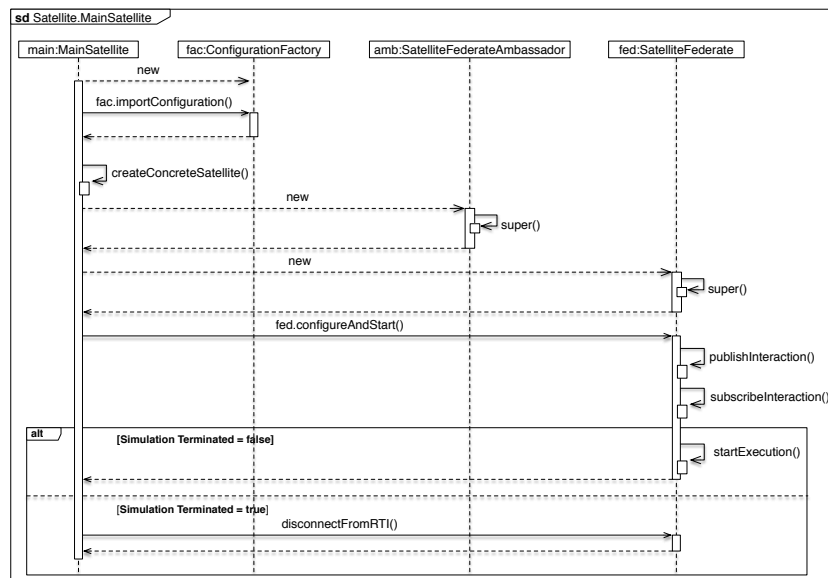 sd Satellite.MainSatellite
main:MainSatellite
fac:ConfigurationFactory
amb:SatelliteFederateAmbassador
fed:SatelliteFederate
new
fac.importConfiguration()
createConcreteSatellite()
new
super()
new
super()
fed.configureAndStart()
publishInteraction()
subscribeInteraction()
alt
[Simulation Terminated = false]
startExecution()
[Simulation Terminated = true]
disconnectFromRTI()